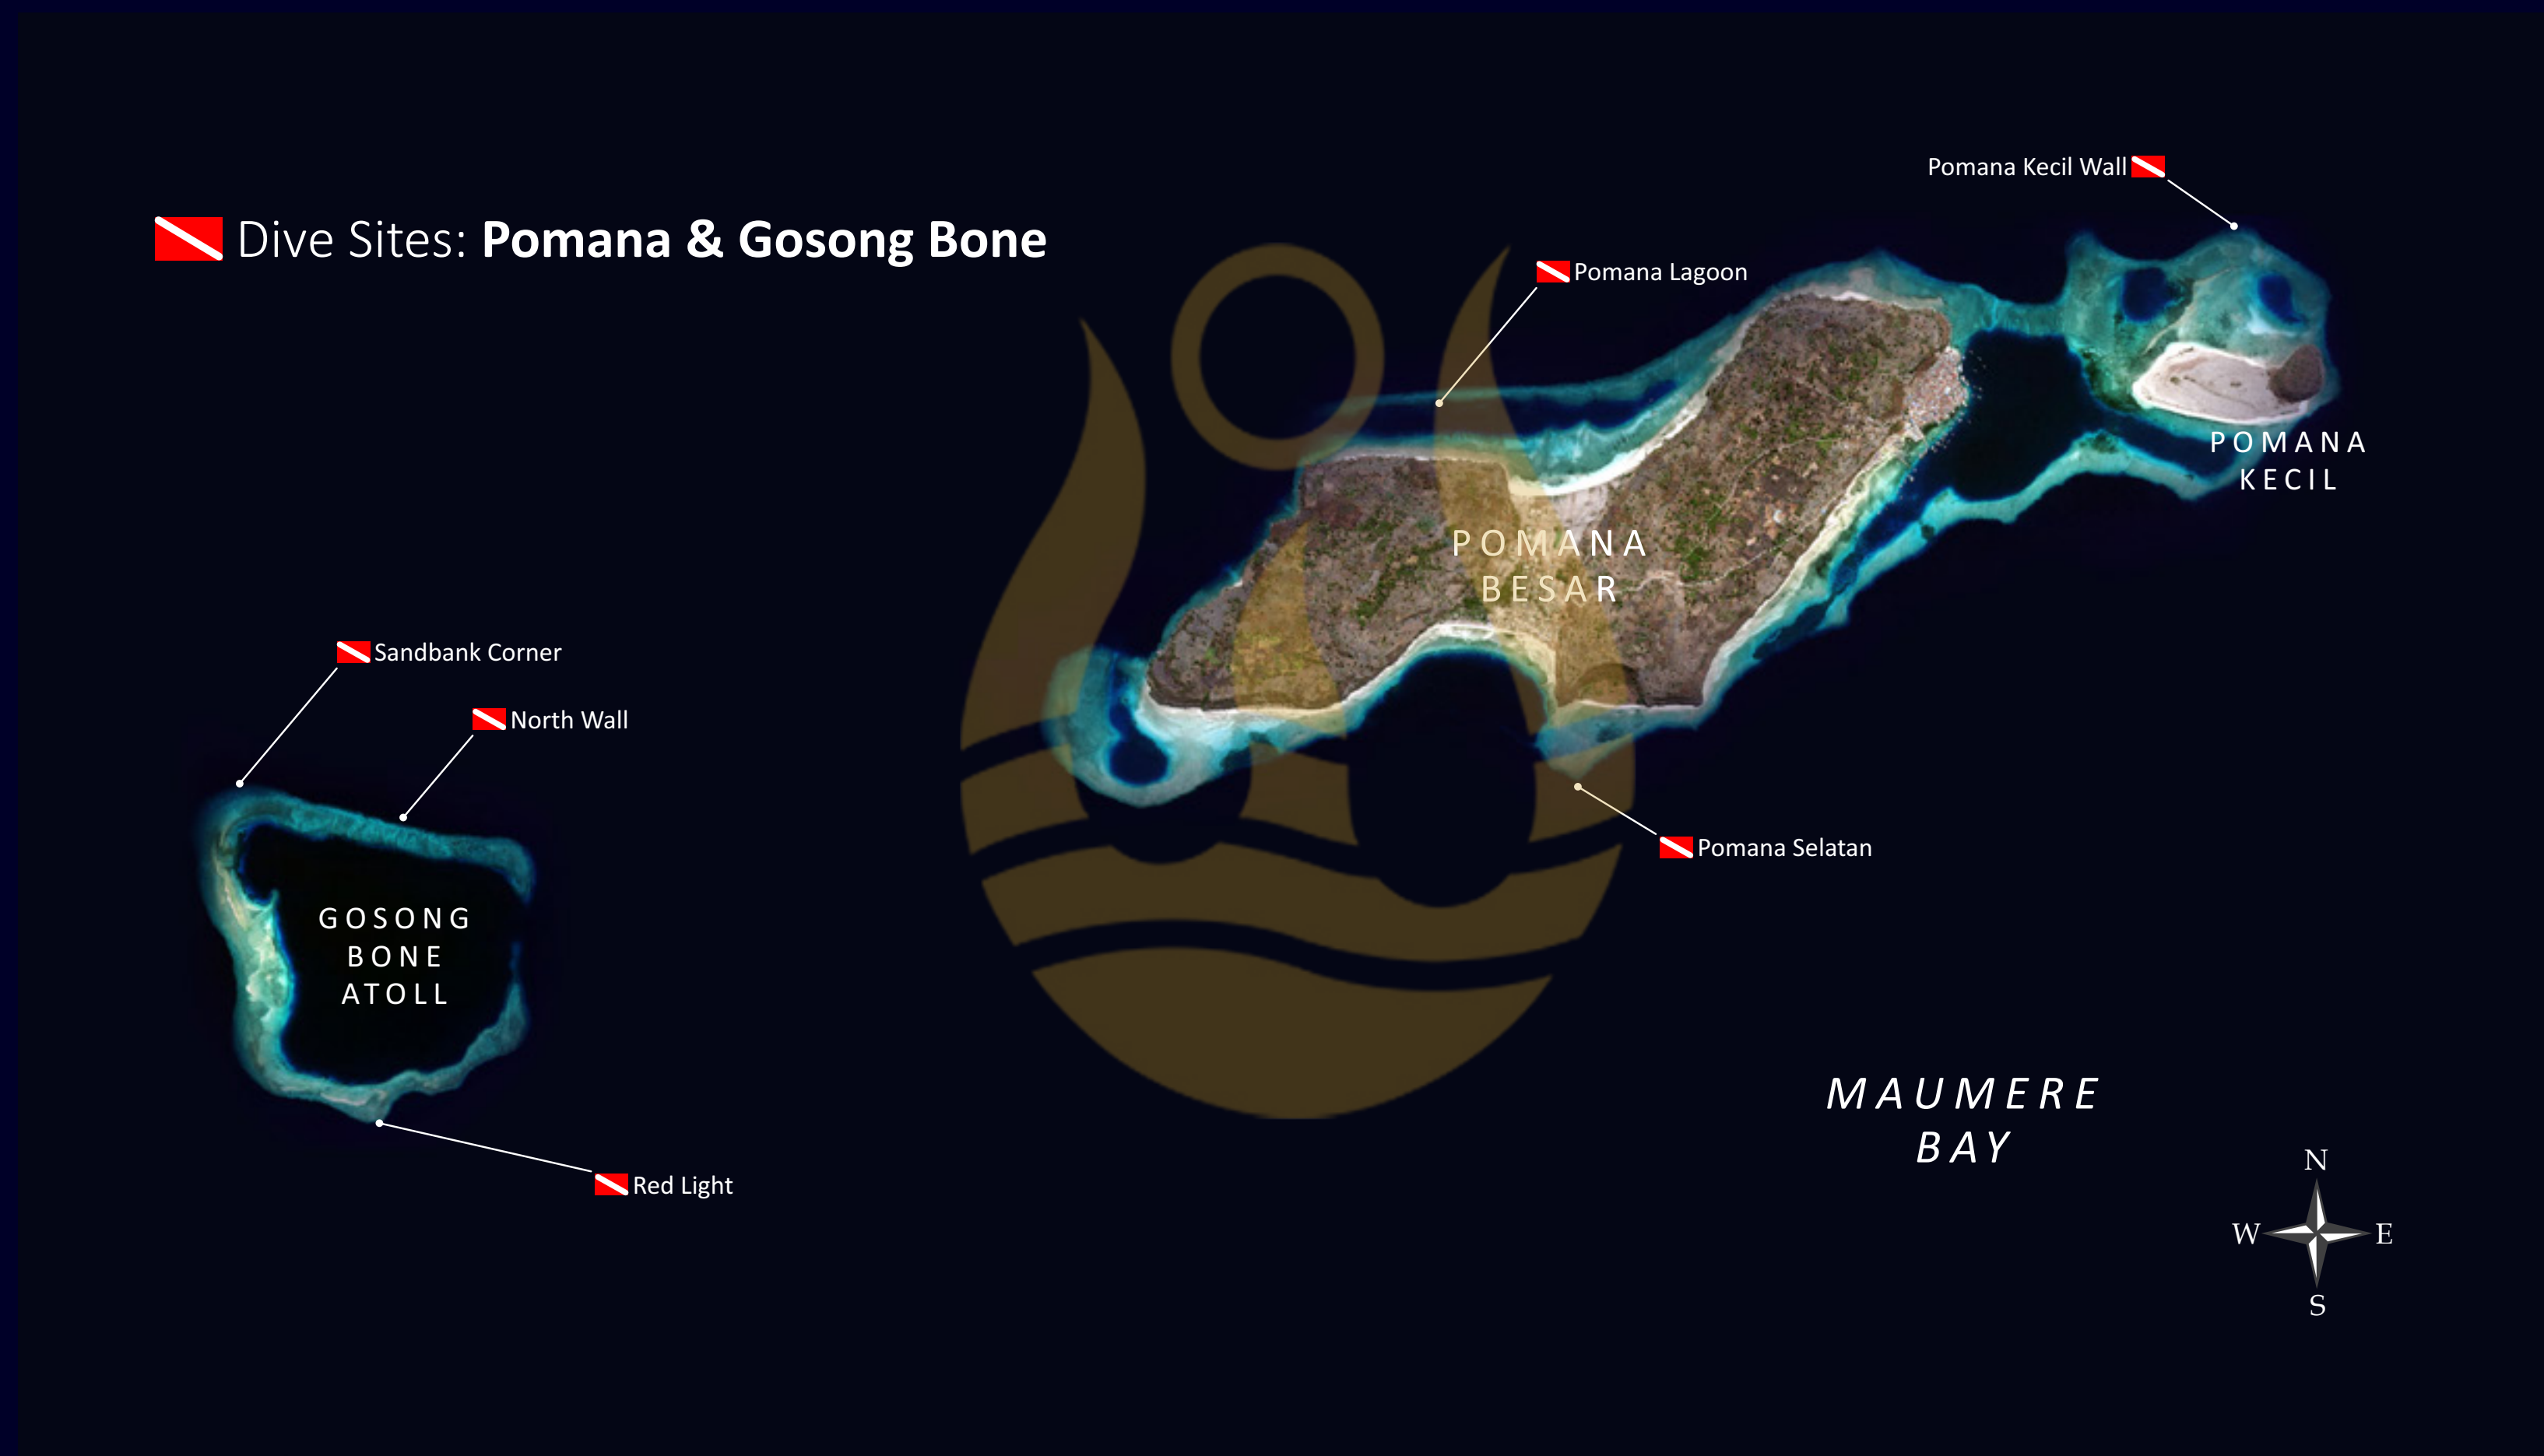 Pomana Kecil Wall
Dive Sites: Pomana & Gosong Bone
Pomana Lagoon
POMANA
KECIL
POMANA
BESAR
Sandbank Corner
North Wall
Pomana Selatan
GOSONG
BONE
ATOLL
MAUMERE
BAY
Red Light
N
W E
S